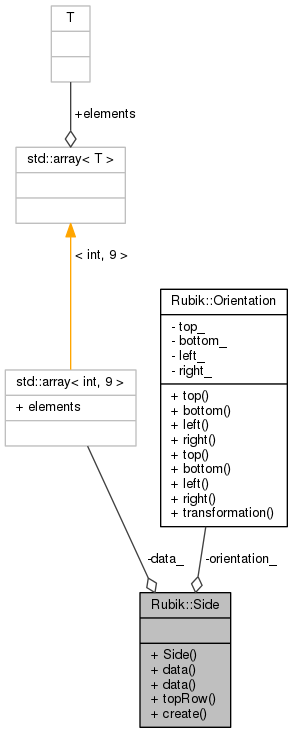 T
+elements
std::array< T >
< int, 9 >
Rubik::Orientation
- top_
- bottom_
- left_
- right_
+ top()
+ bottom()
+ left()
+ right()
+ top()
+ bottom()
+ left()
+ right()
+ transformation()
std::array< int, 9 >
+ elements
-data_
-orientation_
Rubik::Side
+ Side()
+ data()
+ data()
+ topRow()
+ create()